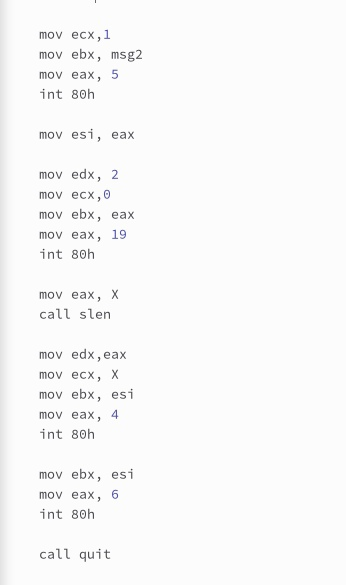 mov ecx,1
mov ebx, msg2
mov eax, 5
int 80h
mov esi, eax
mov edx, 2
mov ecx,0
mov ebx, eax
mov eax, 19
int 80h
mov eax, X
call slen
mov edx,eax
mov ecx, X
mov ebx, esi
mov eax, 4
int 80h
mov ebx, esi
mov eax, 6
int 80h
call quit